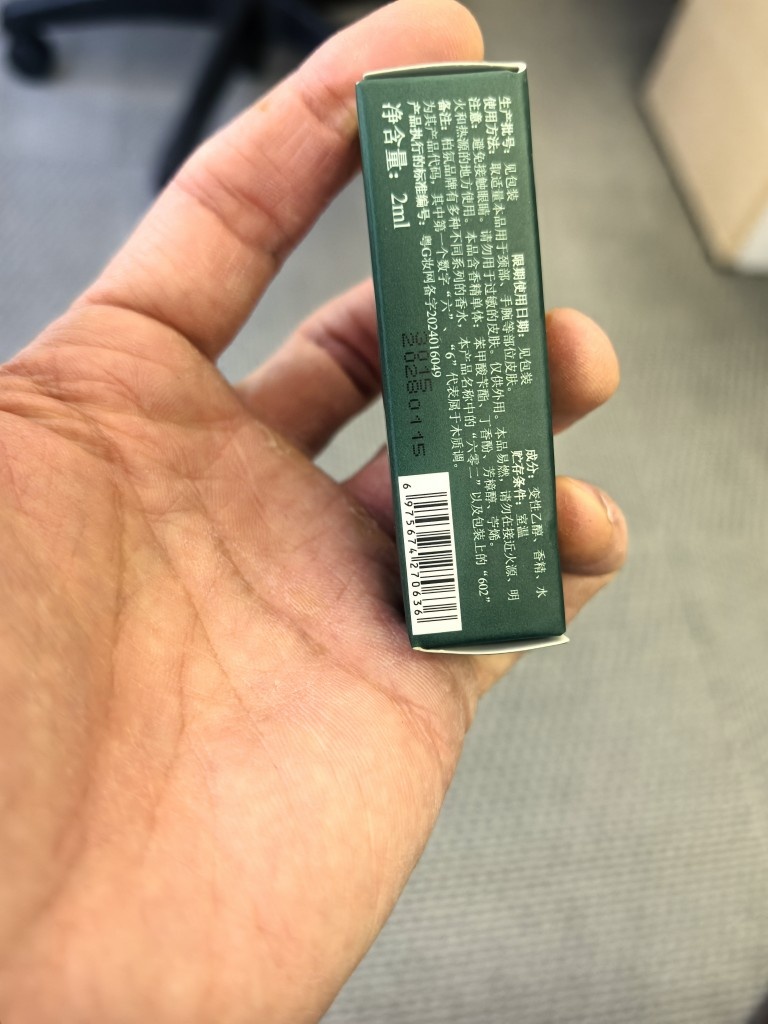 成分：变性乙醇、香精、水
生产批号：见包装 限期使用日期：见包装 贮存条件：室温
使用方法：取适量本品用于颈部、手腕等部位皮肤。
注意：避免接触眼睛。请勿用于过敏的皮肤。仅供外用。本品易燃，请勿在接近火源、明
火和热源的地方使用。本品含香精单体：苯甲酸苄酯、丁香酚、芳樟醇、苧烯。
备注：柏氛品牌有多种不同系列的香水，本产品名称中的“六零二”以及包装上的“602”
为其产品代码，其中第一个数字“六”、“6”代表属于木质调。
产品执行的标准编号：粤G妆网备字2024016049
净含量：2ml
3015
20280115
6 975674 270636